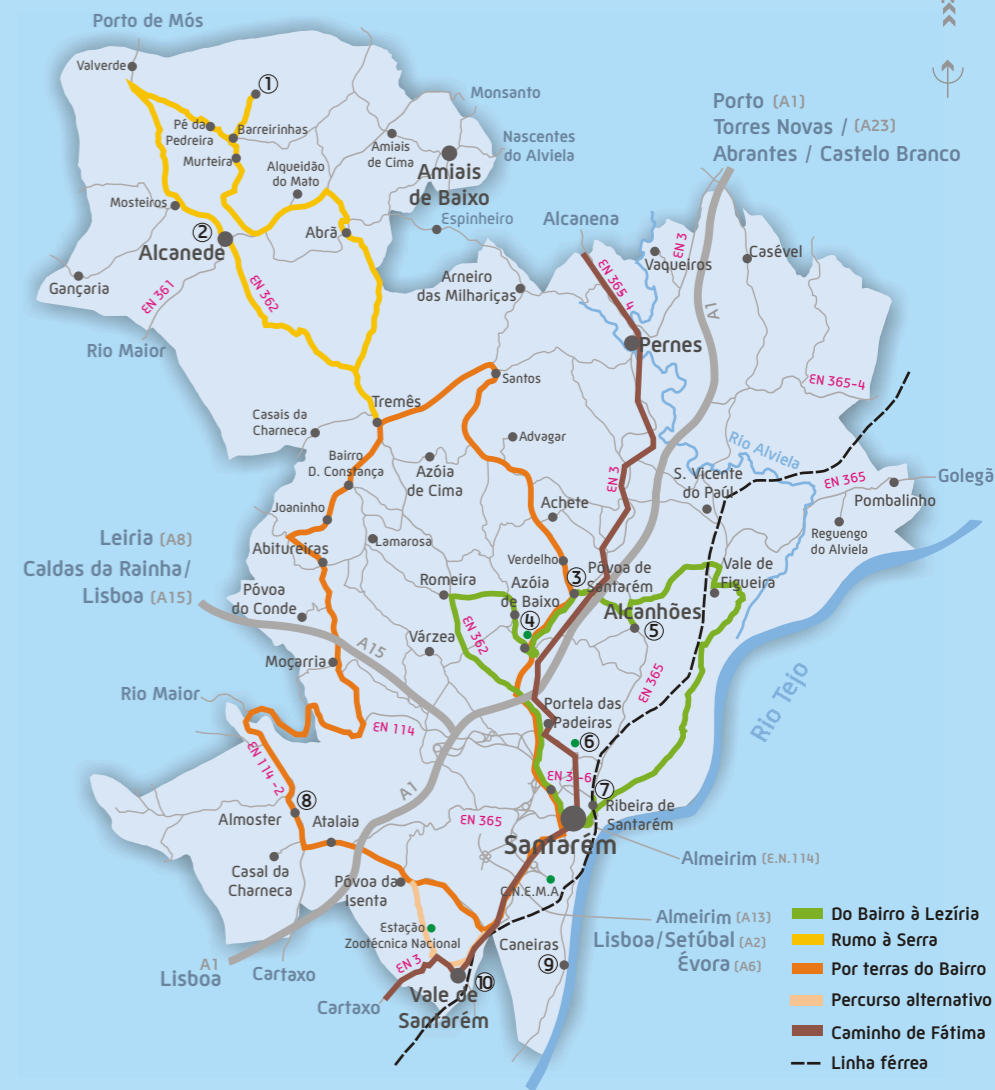 Porto de Mós
Valverde
①
Monsanto
Pé da
Pedreira
Barreirinhas
Amiais
de Cima
Nascentes
do Alviela
Murteira
Alqueidão
do Mato
Amiais
de Baixo
Mosteiros
②
Alcanede
Abrã
Espinheiro
Gançaria
EN 361
EN 362
Arneiro
das Milhariças
Rio Maior
Porto (A1)
Torres Novas / (A23)
Abrantes / Castelo Branco
Alcanena
EN 3
Vaqueiros
Casével
EN 365-4
A1
Pernes
EN 365-4
Santos
Tremês
Casais da
Charneca
Advagar
Bairro
D. Constança
Azóia
de Cima
EN 3
Rio Alviela
S. Vicente
do Paúl
EN 365
Golegã
Pombalinho
Reguengo
do Alviela
Joaninho
Achete
Leiria (A8)
Caldas da Rainha/
Lisboa (A15)
Abitureiras
Lamarosa
Verdelho
Póvoa de
Santarém
③
Vale de
Figueira
Romeira
Azóia
de Baixo
④
Alcanhões
⑤
Póvoa
do Conde
EN 362
Várzea
A15
Moçarria
EN 365
Rio Tejo
Rio Maior
EN 114
Portela das
Padeiras
⑥
EN 114-2
A1
EN 3-6
⑦
Ribeira de
Santarém
⑧
Almoster
Atalaia
EN 365
Santarém
Almeirim (E.N.114)
Casal da
Charneca
Póvoa da
Isenta
C.N.E.M.A.
Estação
Zootécnica Nacional
Caneiras
⑨
Almeirim (A13)
Lisboa/Setúbal (A2)
Évora (A6)
A1
Lisboa
Cartaxo
EN 3
Cartaxo
⑩
Vale de
Santarém
Do Bairro à Lezíria
Rumo à Serra
Por terras do Bairro
Percurso alternativo
Caminho de Fátima
Linha férrea